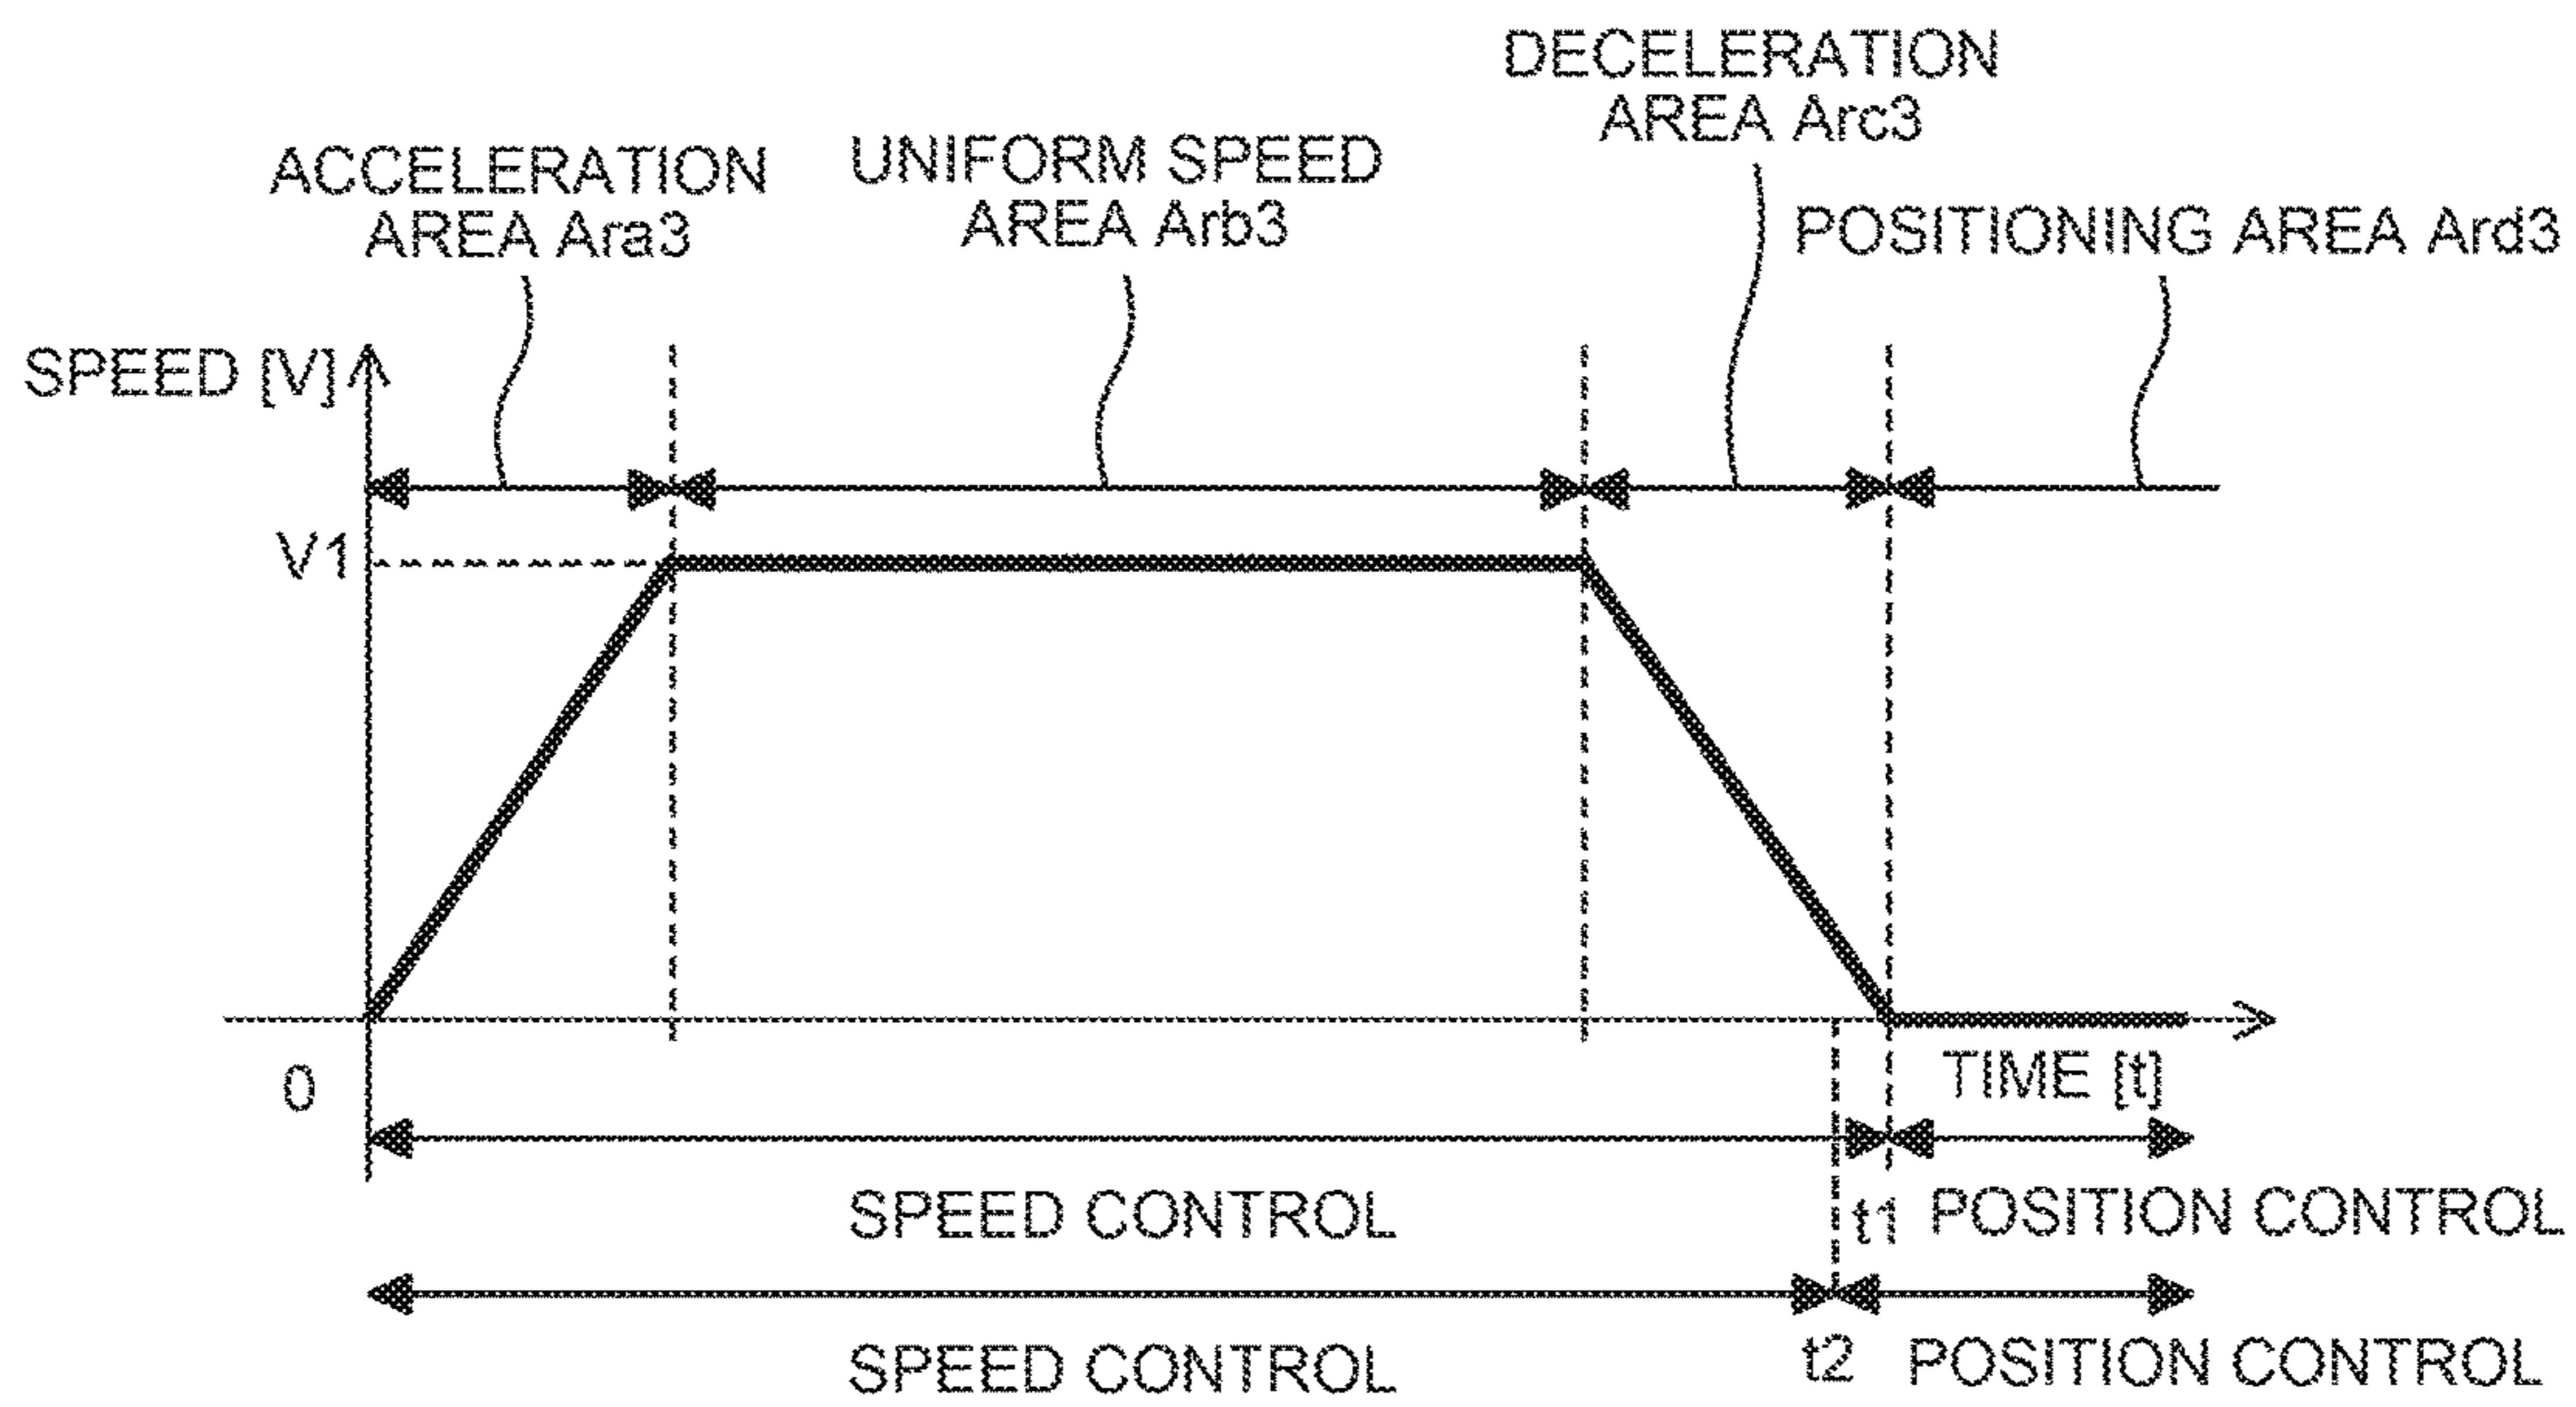 DECELERATION
AREA Arc3
ACCELERATION
AREA Ara3
UNIFORM SPEED
AREA Arb3
POSITIONING AREA Ard3
SPEED [V]
V1
0
TIME [t]
SPEED CONTROL
t1
POSITION CONTROL
SPEED CONTROL
t2
POSITION CONTROL